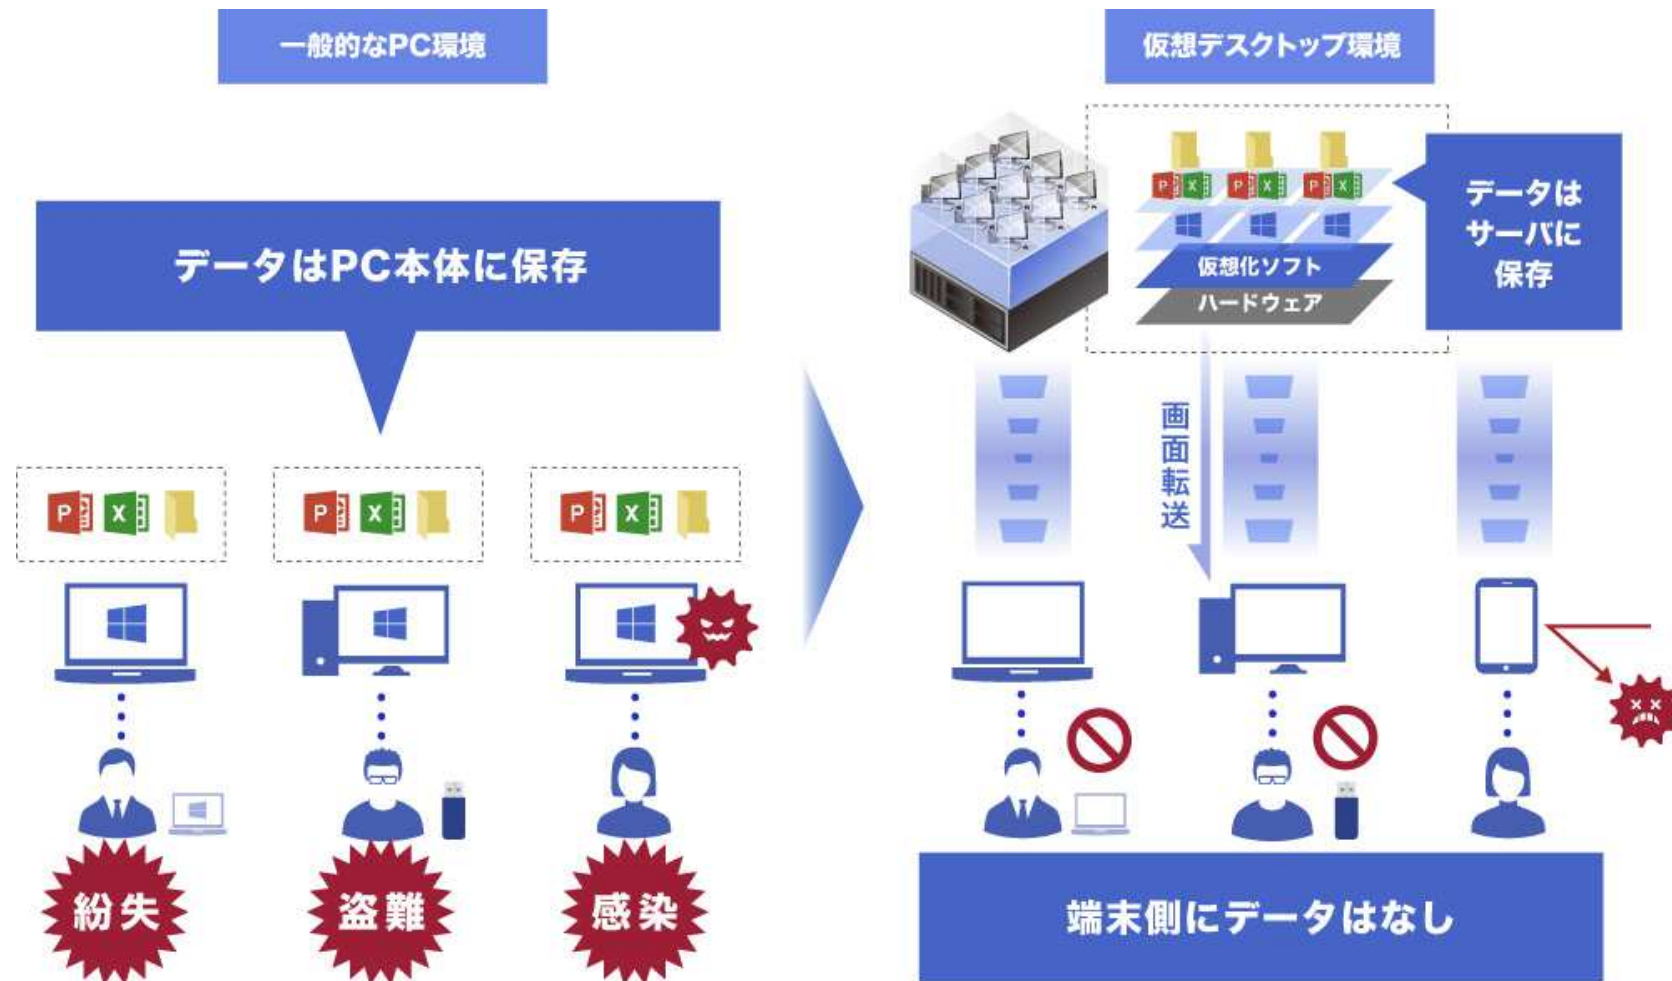 一般的なPC環境
データはPC本体に保存
P X
P X
P X
紛失
盗難
感染
仮想デスクトップ環境
P X P X P X
仮想化ソフト
ハードウェア
データは
サーバに
保存
画面転送
端末側にデータはなし